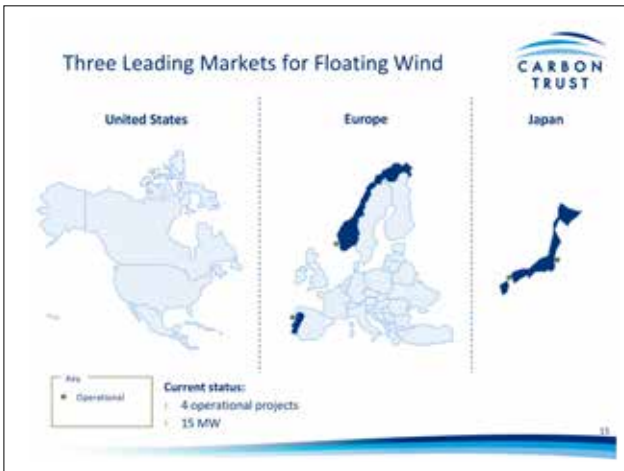 Three Leading Markets for Floating Wind
CARBON
TRUST
United States
Europe
Japan
Key
Operational
Current status:
4 operational projects
15 MW